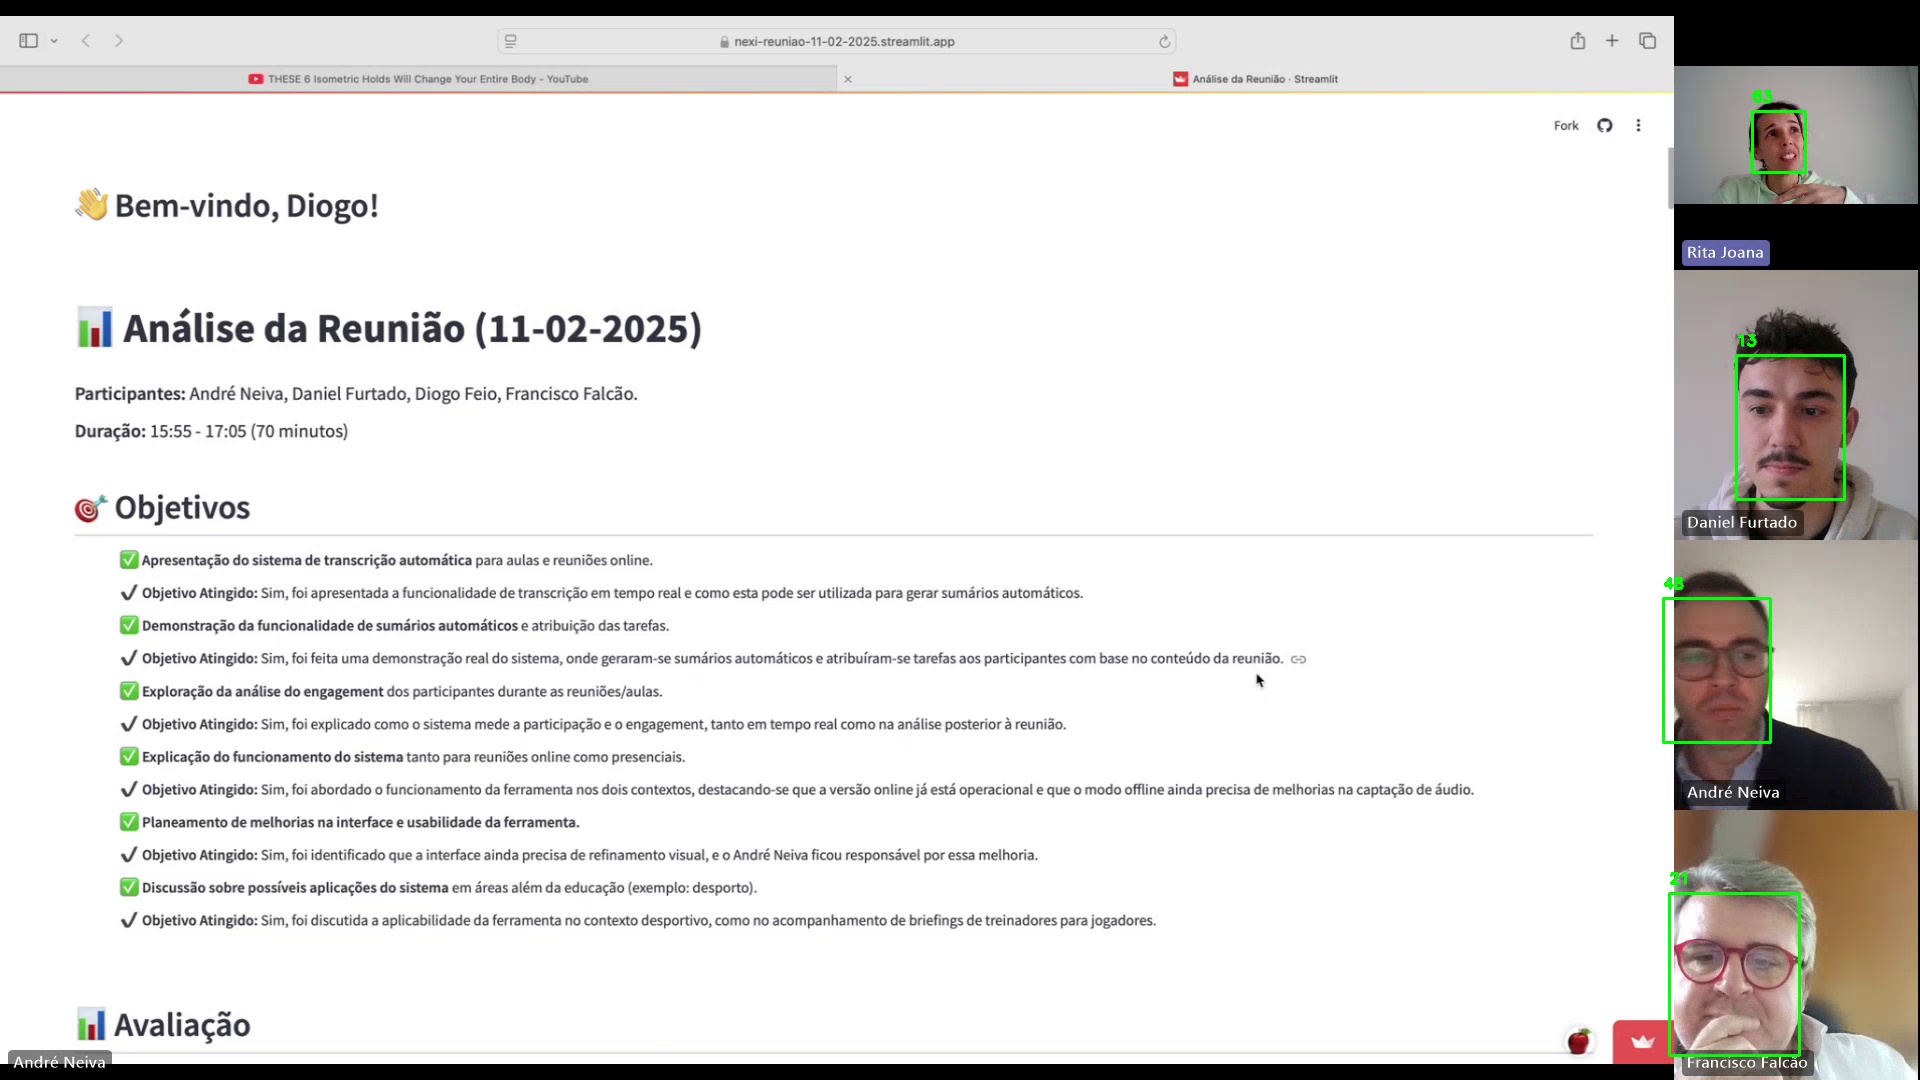 nexi-reuniao-11-02-2025.streamlit.app
THESE 6 Isometric Holds Will Change Your Entire Body - YouTube
Análise da Reunião · Streamlit
Fork
👋 Bem-vindo, Diogo!
📊 Análise da Reunião (11-02-2025)
Participantes: André Neiva, Daniel Furtado, Diogo Feio, Francisco Falcão.
Duração: 15:55 - 17:05 (70 minutos)
🎯 Objetivos
✅ Apresentação do sistema de transcrição automática para aulas e reuniões online.
✔ Objetivo Atingido: Sim, foi apresentada a funcionalidade de transcrição em tempo real e como esta pode ser utilizada para gerar sumários automáticos.
✅ Demonstração da funcionalidade de sumários automáticos e atribuição das tarefas.
✔ Objetivo Atingido: Sim, foi feita uma demonstração real do sistema, onde geraram-se sumários automáticos e atribuíram-se tarefas aos participantes com base no conteúdo da reunião.
✅ Exploração da análise do engagement dos participantes durante as reuniões/aulas.
✔ Objetivo Atingido: Sim, foi explicado como o sistema mede a participação e o engagement, tanto em tempo real como na análise posterior à reunião.
✅ Explicação do funcionamento do sistema tanto para reuniões online como presenciais.
✔ Objetivo Atingido: Sim, foi abordado o funcionamento da ferramenta nos dois contextos, destacando-se que a versão online já está operacional e que o modo offline ainda precisa de melhorias na captação de áudio.
✅ Planeamento de melhorias na interface e usabilidade da ferramenta.
✔ Objetivo Atingido: Sim, foi identificado que a interface ainda precisa de refinamento visual, e o André Neiva ficou responsável por essa melhoria.
✅ Discussão sobre possíveis aplicações do sistema em áreas além da educação (exemplo: desporto).
✔ Objetivo Atingido: Sim, foi discutida a aplicabilidade da ferramenta no contexto desportivo, como no acompanhamento de briefings de treinadores para jogadores.
📊 Avaliação
André Neiva
Rita Joana
13
Daniel Furtado
André Neiva
21
Francisco Falcão